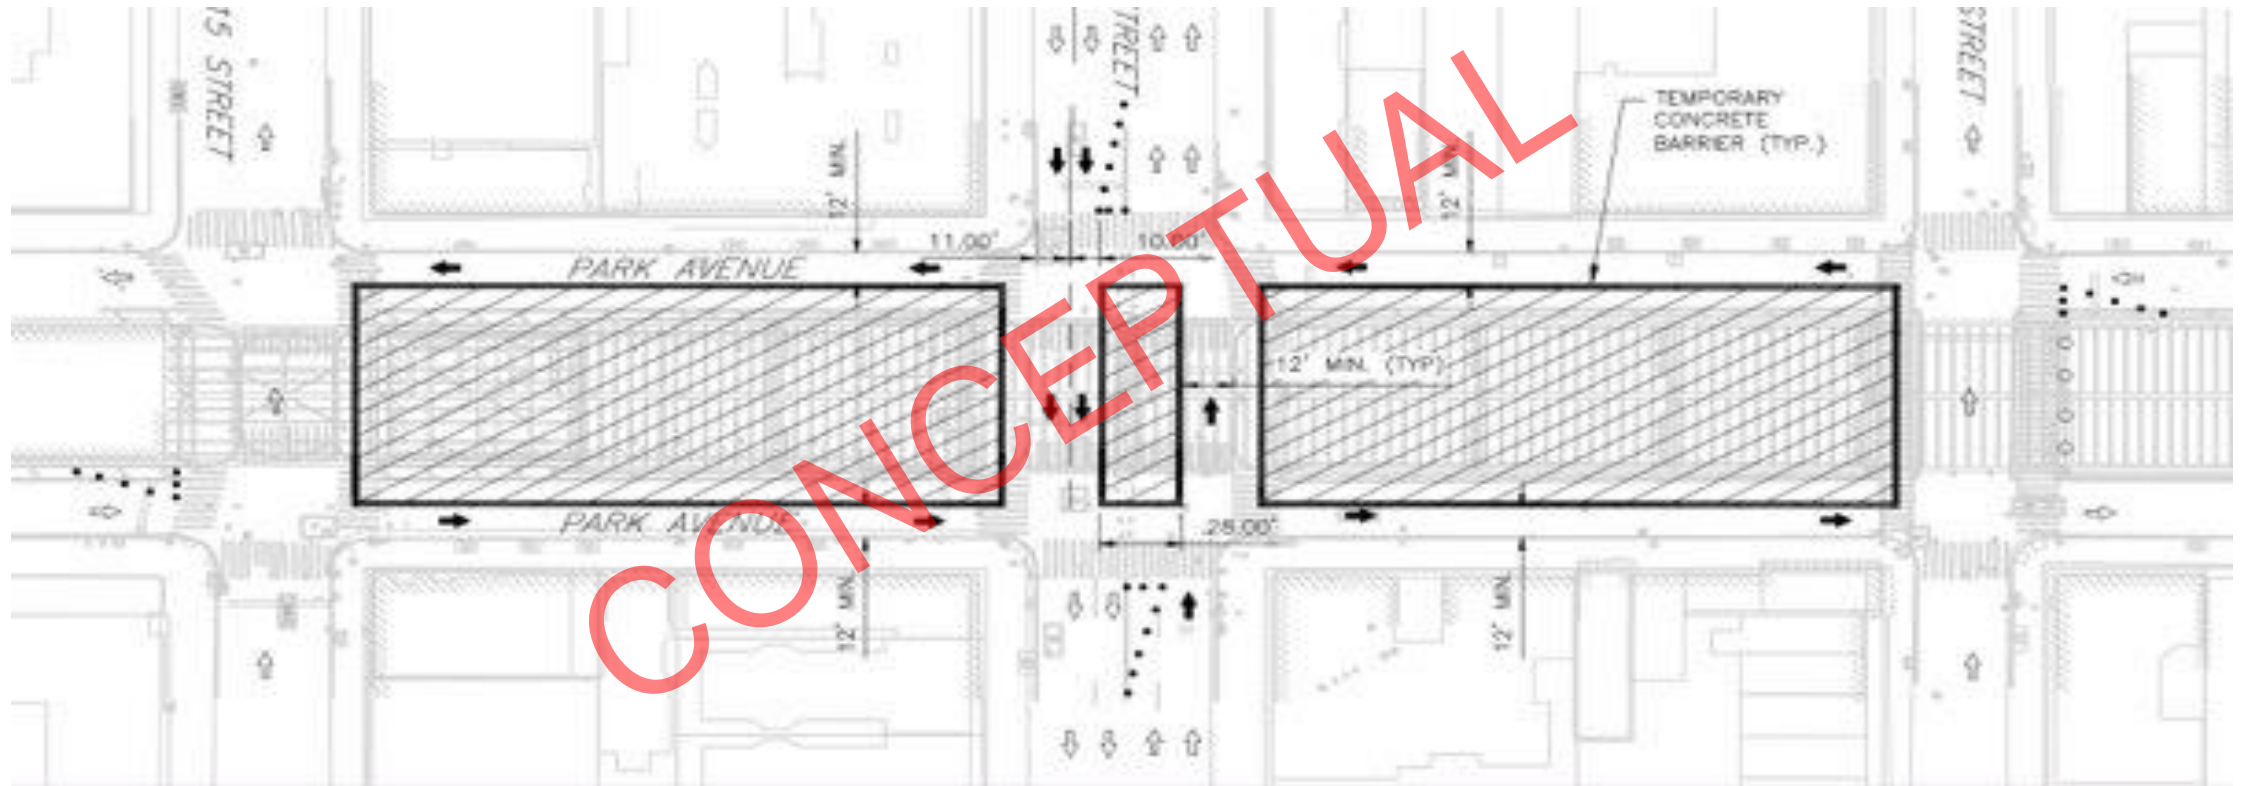 15 STREET
STREET
STREET
TEMPORARY
CONCRETE
BARRIER (TYP.)
12' MIN.
12' MIN.
11.00'
10.00'
PARK AVENUE
12' MIN. (TYP)
CONCEPTUAL
PARK AVENUE
28.00'
12' MIN.
12' MIN.